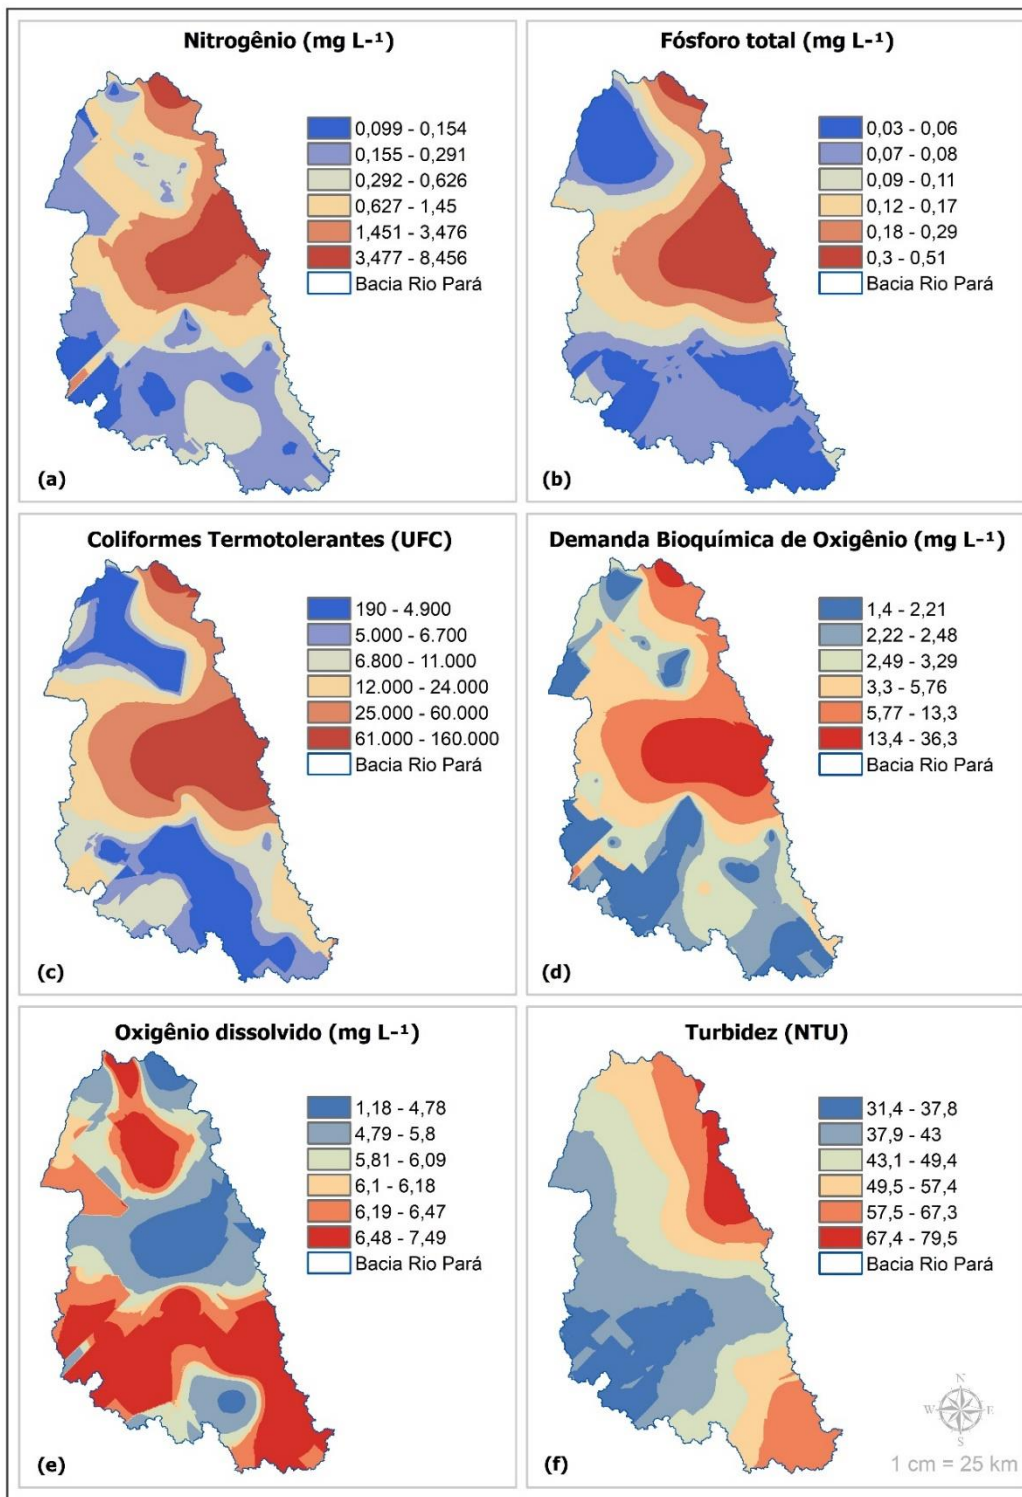 Nitrogênio (mg L-¹)
0,099 - 0,154
0,155 - 0,291
0,292 - 0,626
0,627 - 1,45
1,451 - 3,476
3,477 - 8,456
Bacia Rio Pará
(a)
Fósforo total (mg L-¹)
0,03 - 0,06
0,07 - 0,08
0,09 - 0,11
0,12 - 0,17
0,18 - 0,29
0,3 - 0,51
Bacia Rio Pará
(b)
Coliformes Termotolerantes (UFC)
190 - 4.900
5.000 - 6.700
6.800 - 11.000
12.000 - 24.000
25.000 - 60.000
61.000 - 160.000
Bacia Rio Pará
(c)
Demanda Bioquímica de Oxigênio (mg L-¹)
1,4 - 2,21
2,22 - 2,48
2,49 - 3,29
3,3 - 5,76
5,77 - 13,3
13,4 - 36,3
Bacia Rio Pará
(d)
Oxigênio dissolvido (mg L-¹)
1,18 - 4,78
4,79 - 5,8
5,81 - 6,09
6,1 - 6,18
6,19 - 6,47
6,48 - 7,49
Bacia Rio Pará
(e)
Turbidez (NTU)
31,4 - 37,8
37,9 - 43
43,1 - 49,4
49,5 - 57,4
57,5 - 67,3
67,4 - 79,5
Bacia Rio Pará
N
W E
S
1 cm = 25 km
(f)